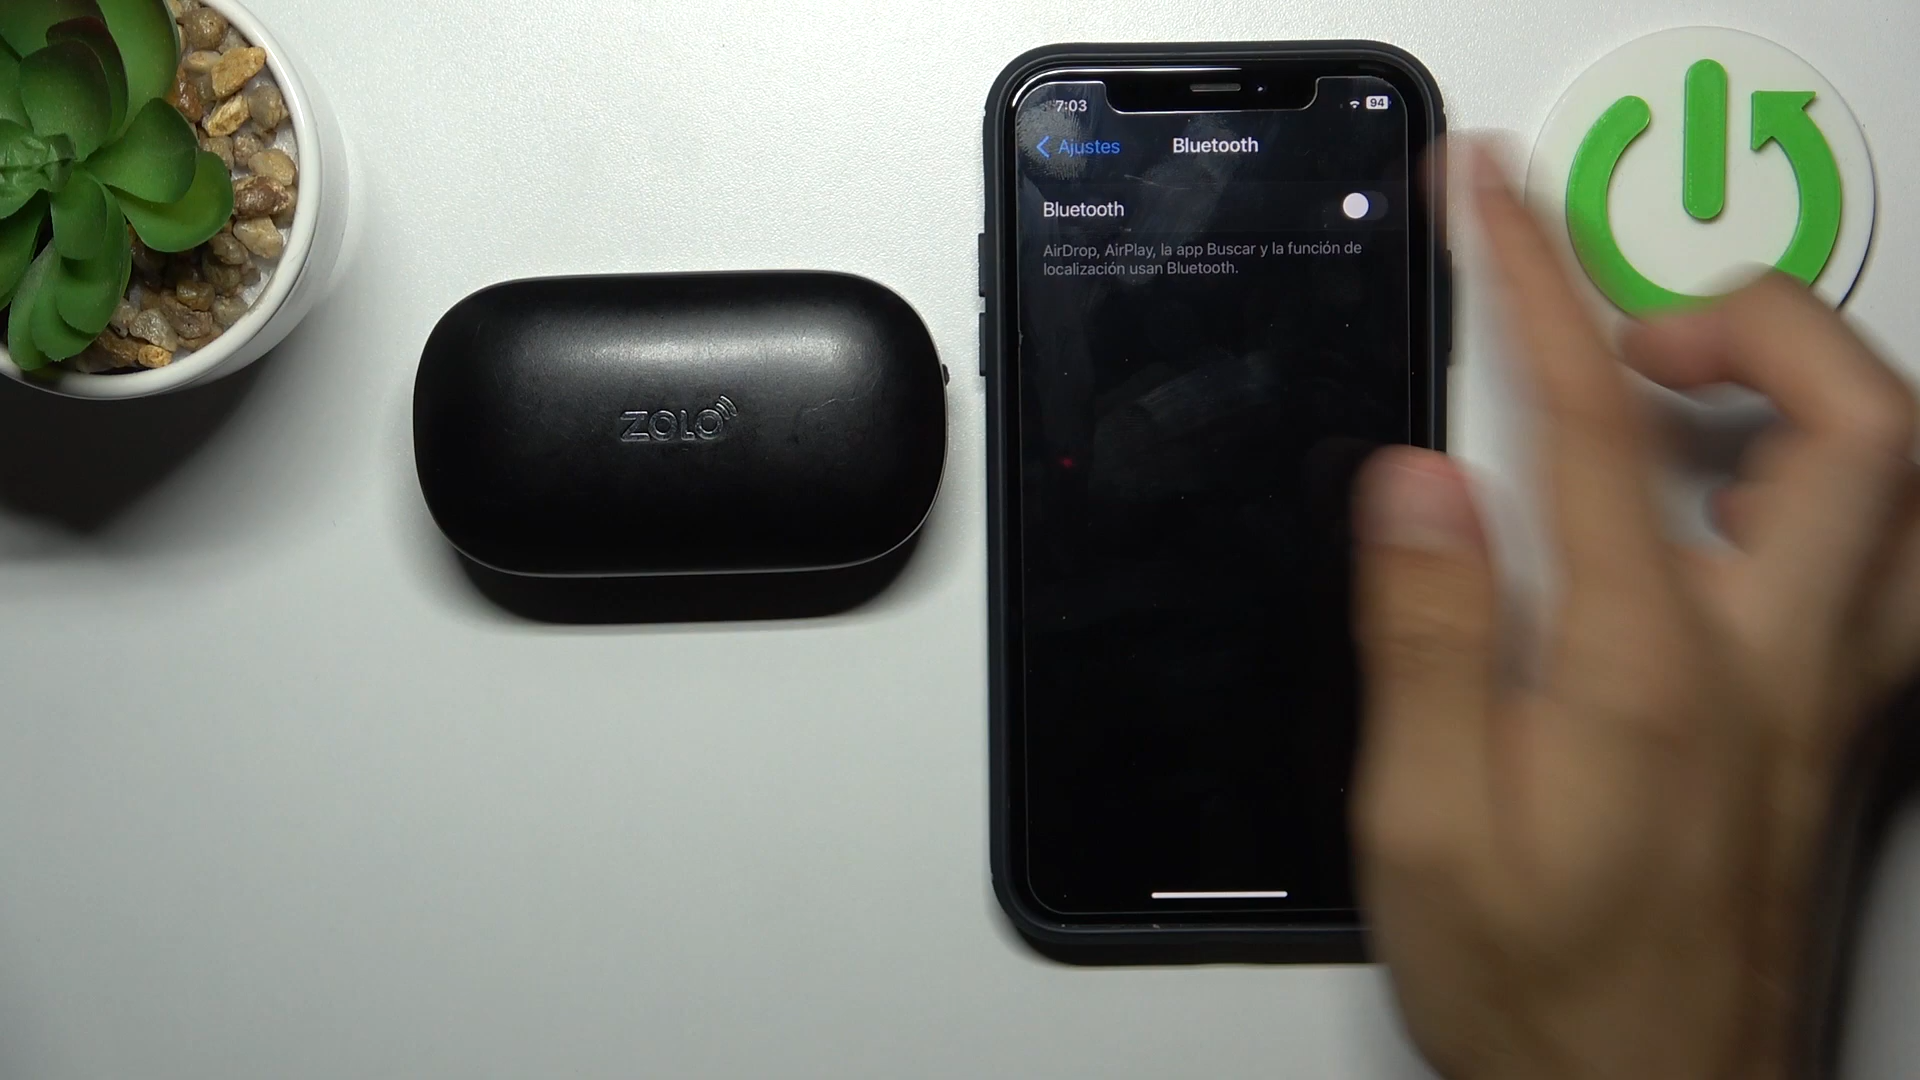 7:03
94
Ajustes
Bluetooth
Bluetooth
AirDrop, AirPlay, la app Buscar y la función de
localización usan Bluetooth.
ZOLO